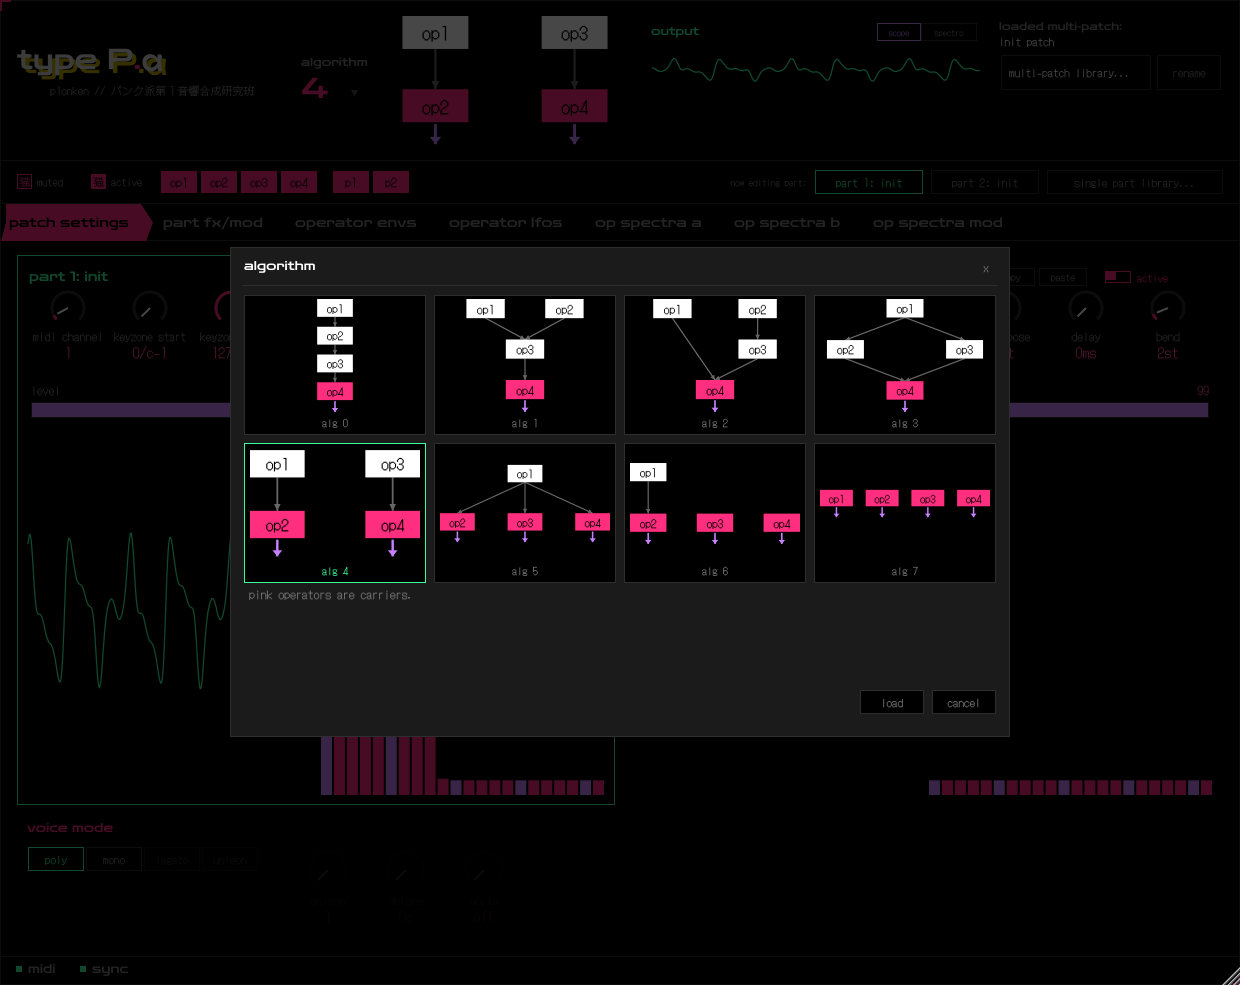 type P.a
plonken // パンク派第1音響合成研究班
algorithm
4
op1
op3
op2
op4
output
scope
spectra
loaded multi-patch:
init patch
multi-patch library...
rename
muted
active
op1
op2
op3
op4
p1
p2
now editing part:
part 1: init
part 2: init
single part library...
patch settings
part fx/mod
operator envs
operator lfos
op spectra a
op spectra b
op spectra mod
part 1: init
paste
active
midi channel
keyzone start
delay
bend
1
0/c-1
127
0ms
2st
level
99
algorithm
x
op1
op2
op3
op4
alg 0
op1
op2
op3
op4
alg 1
op1
op2
op3
op4
alg 2
op1
op2
op3
op4
alg 3
op1
op3
op2
op4
alg 4
op1
op2
op3
op4
alg 5
op1
op2
op3
op4
alg 6
op1
op2
op3
op4
alg 7
pink operators are carriers.
load
cancel
voice mode
poly
mono
legato
unison
midi
sync